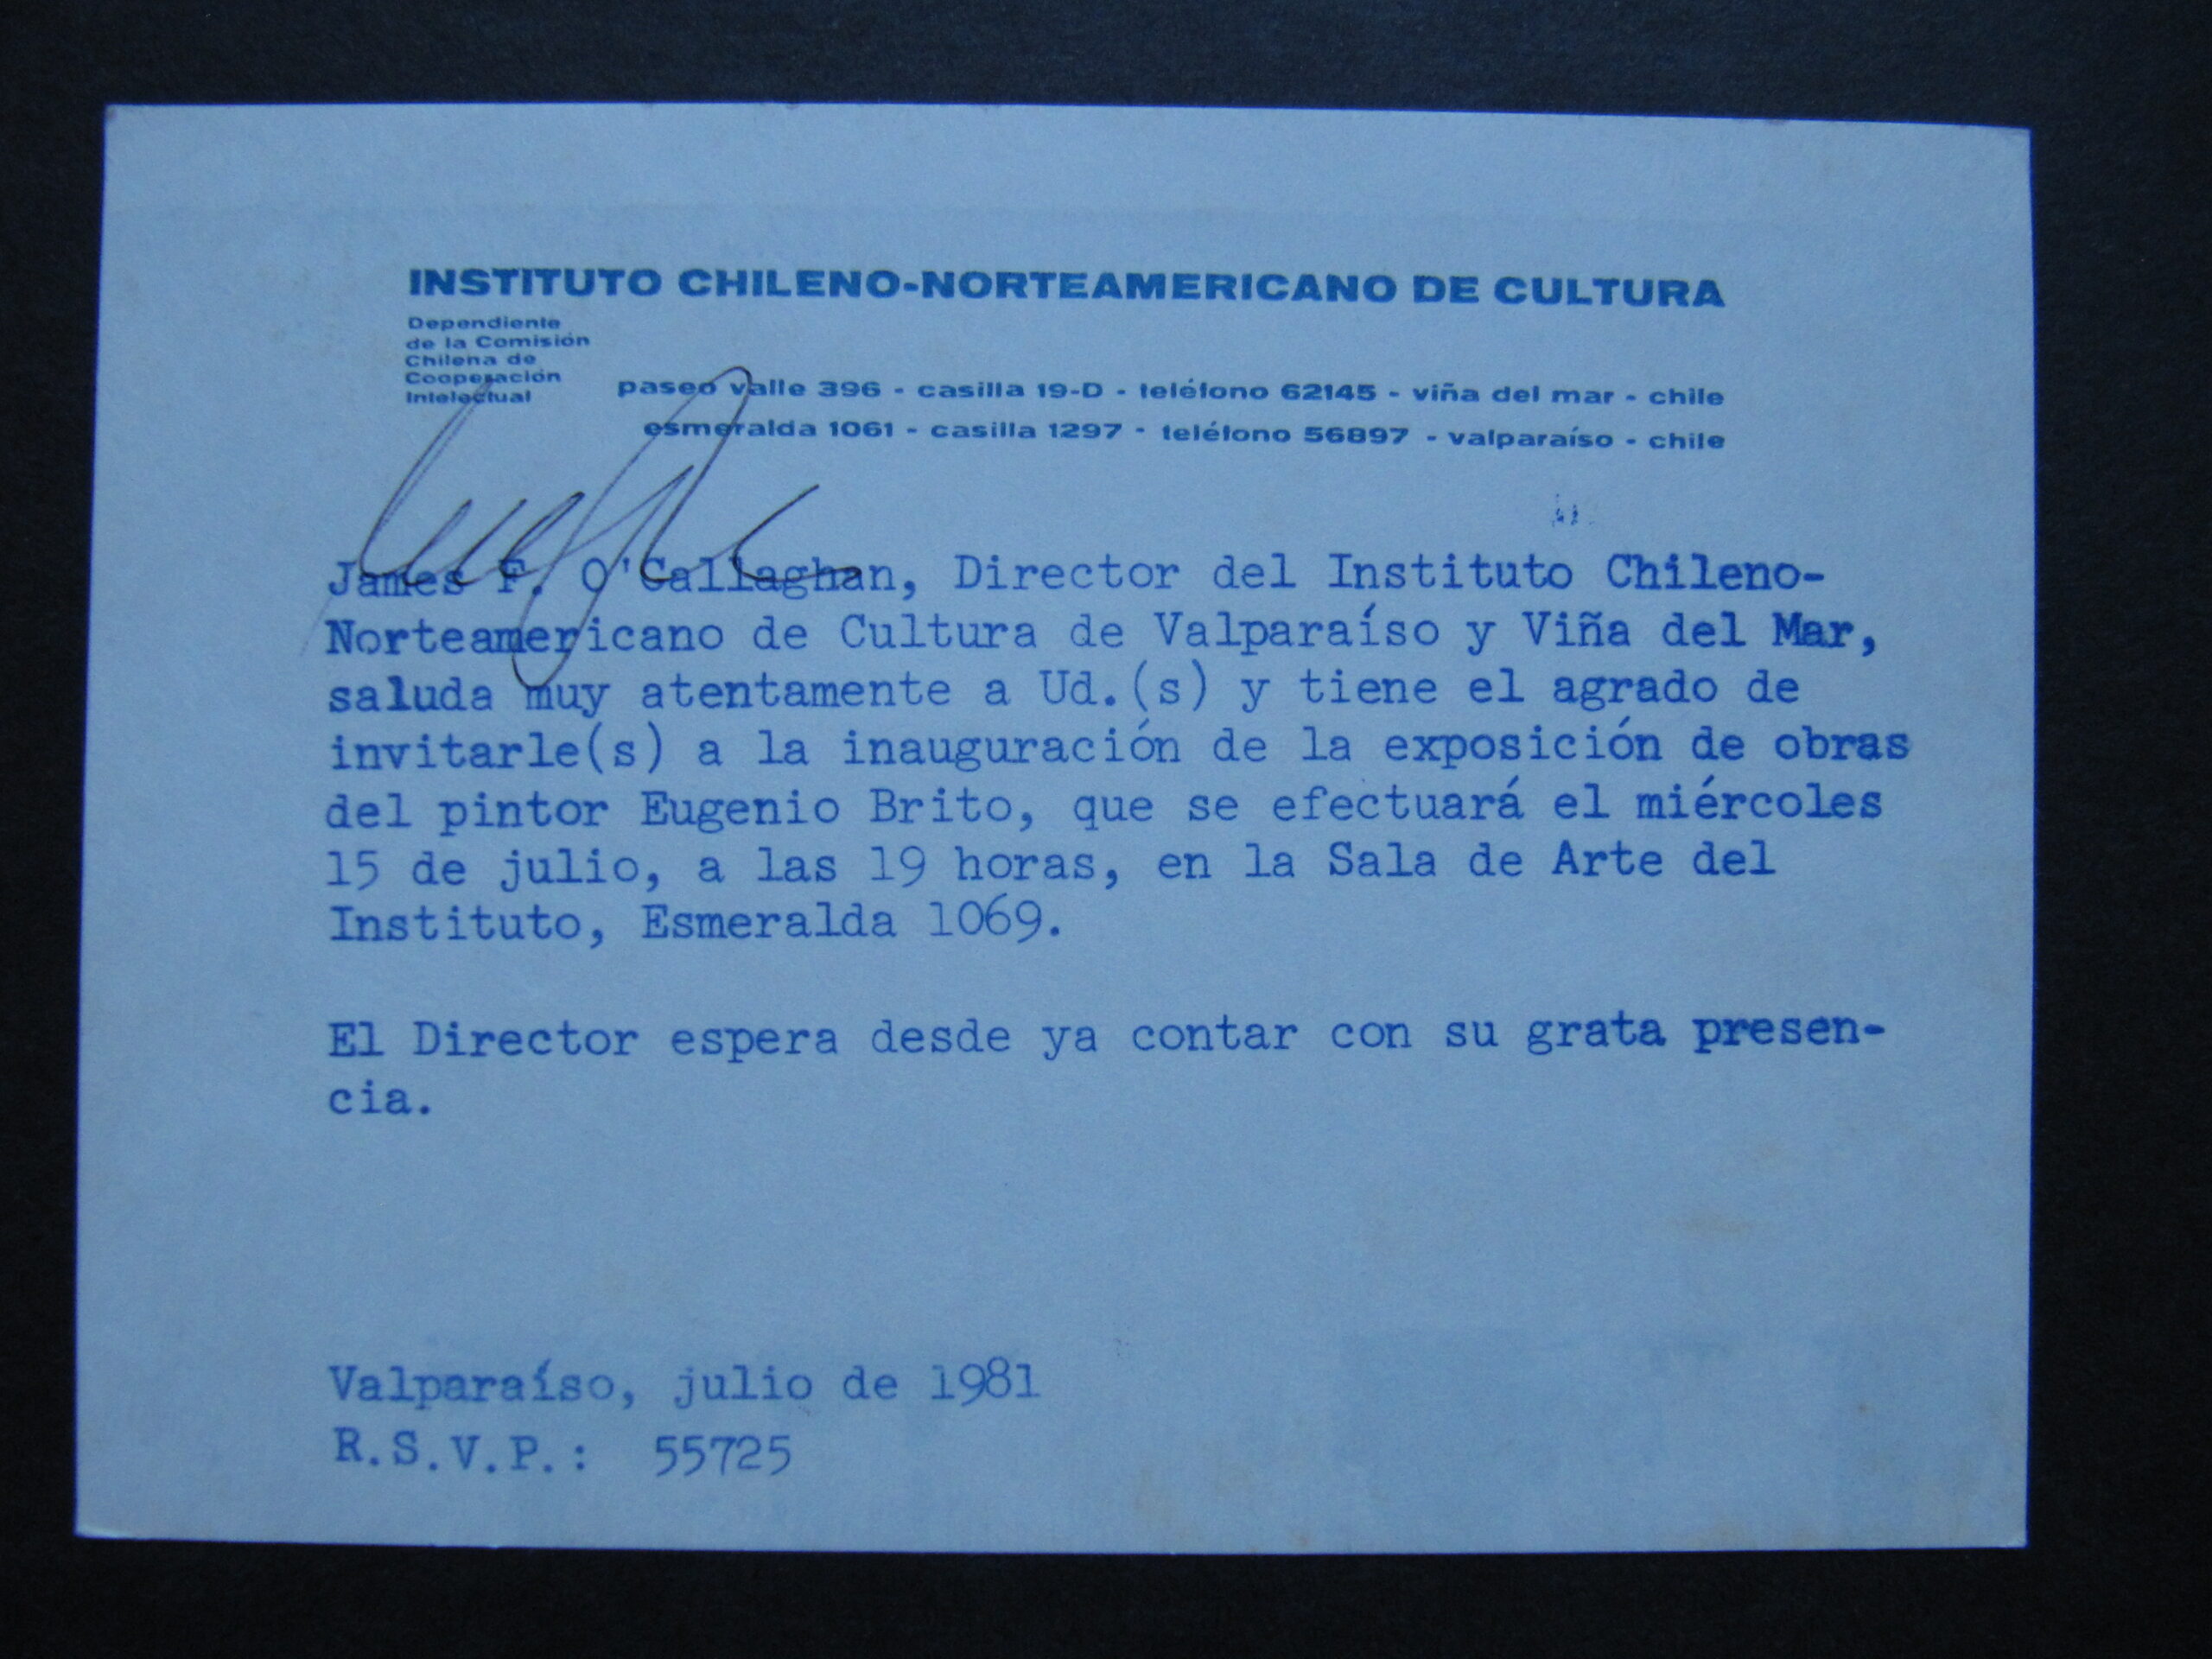 INSTITUTO CHILENO-NORTEAMERICANO DE CULTURA
Dependiente
de la Comisión
Chilena de
Cooperación
Intelectual
paseo valle 396 - casilla 19-D - teléfono 62145 - viña del mar - chile
esmeralda 1061 - casilla 1297 - teléfono 56897 - valparaíso - chile
James F. O'Callaghan, Director del Instituto Chileno-
Norteamericano de Cultura de Valparaíso y Viña del Mar,
saluda muy atentamente a Ud.(s) y tiene el agrado de
invitarle(s) a la inauguración de la exposición de obras
del pintor Eugenio Brito, que se efectuará el miércoles
15 de julio, a las 19 horas, en la Sala de Arte del
Instituto, Esmeralda 1069.
El Director espera desde ya contar con su grata presen-
cia.
Valparaíso, julio de 1981
R.S.V.P.: 55725